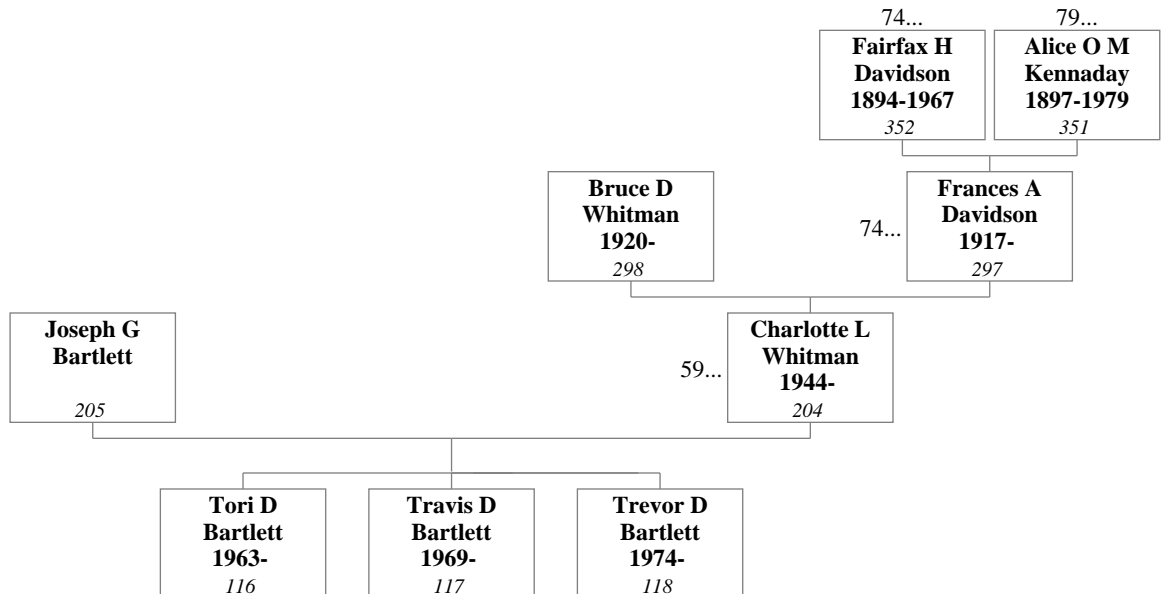 74...
79...
Fairfax H
Davidson
1894-1967
352
Alice O M
Kennaday
1897-1979
351
Bruce D
Whitman
1920-
298
74...
Frances A
Davidson
1917-
297
Joseph G
Bartlett
205
59...
Charlotte L
Whitman
1944-
204
Tori D
Bartlett
1963-
116
Travis D
Bartlett
1969-
117
Trevor D
Bartlett
1974-
118